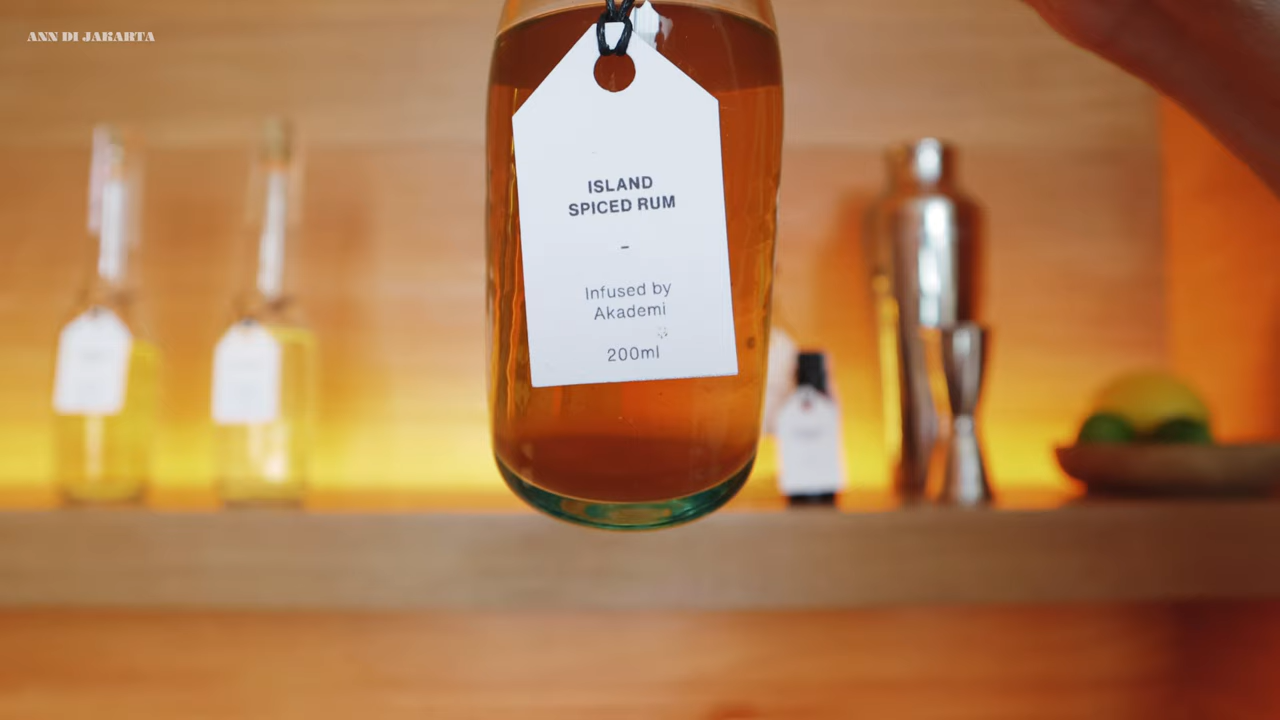 ANN DI JAKARTA
ISLAND
SPICED RUM
-
Infused by
Akademi
200ml